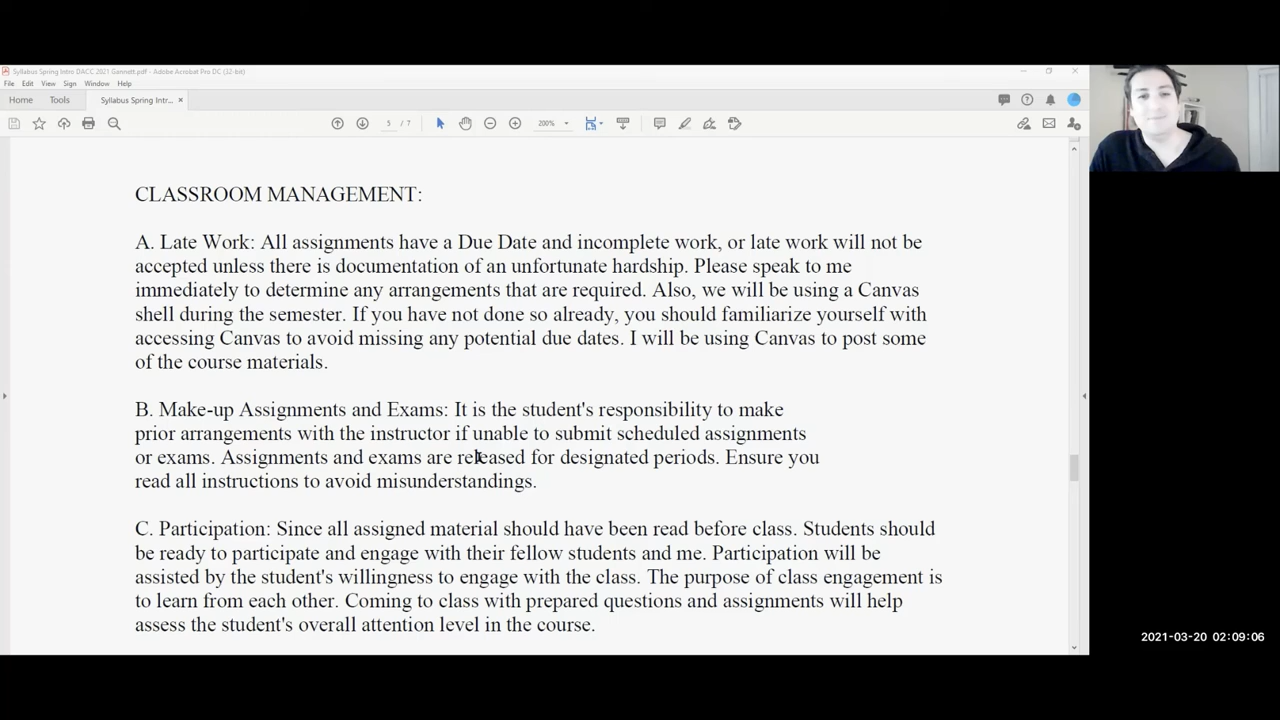 Syllabus Spring Intro DACC 2021 Gannett.pdf - Adobe Acrobat Pro DC (32-bit)
File Edit View Sign Window Help
Home Tools Syllabus Spring Intr... ×
5 / 7 200%
CLASSROOM MANAGEMENT:
A. Late Work: All assignments have a Due Date and incomplete work, or late work will not be
accepted unless there is documentation of an unfortunate hardship. Please speak to me
immediately to determine any arrangements that are required. Also, we will be using a Canvas
shell during the semester. If you have not done so already, you should familiarize yourself with
accessing Canvas to avoid missing any potential due dates. I will be using Canvas to post some
of the course materials.
B. Make-up Assignments and Exams: It is the student's responsibility to make
prior arrangements with the instructor if unable to submit scheduled assignments
or exams. Assignments and exams are released for designated periods. Ensure you
read all instructions to avoid misunderstandings.
C. Participation: Since all assigned material should have been read before class. Students should
be ready to participate and engage with their fellow students and me. Participation will be
assisted by the student's willingness to engage with the class. The purpose of class engagement is
to learn from each other. Coming to class with prepared questions and assignments will help
assess the student's overall attention level in the course.
2021-03-20 02:09:06